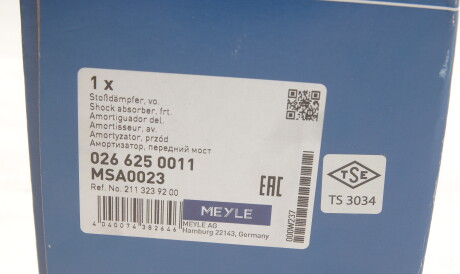 1 x
Stoßdämpfer, vo.
Shock absorber, frt.
Amortiguador del.
Amortisseur, av.
Amortyzator, przód
Амортизатор, передний мост
026 625 0011
MSA0023
Ref. No. 211 323 92 00
EAC
4 040074 382646
MEYLE
MEYLE AG
Hamburg 22143, Germany
000W237
TSE
TS 3034